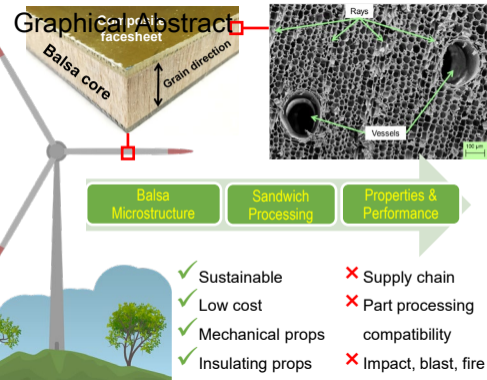 Graphical Abstract
Composite
facesheet
Balsa core
Grain direction
Rays
Vessels
100 µm
Balsa
Microstructure
Sandwich
Processing
Properties &
Performance
Sustainable
Low cost
Mechanical props
Insulating props
Supply chain
Part processing
compatibility
Impact, blast, fire